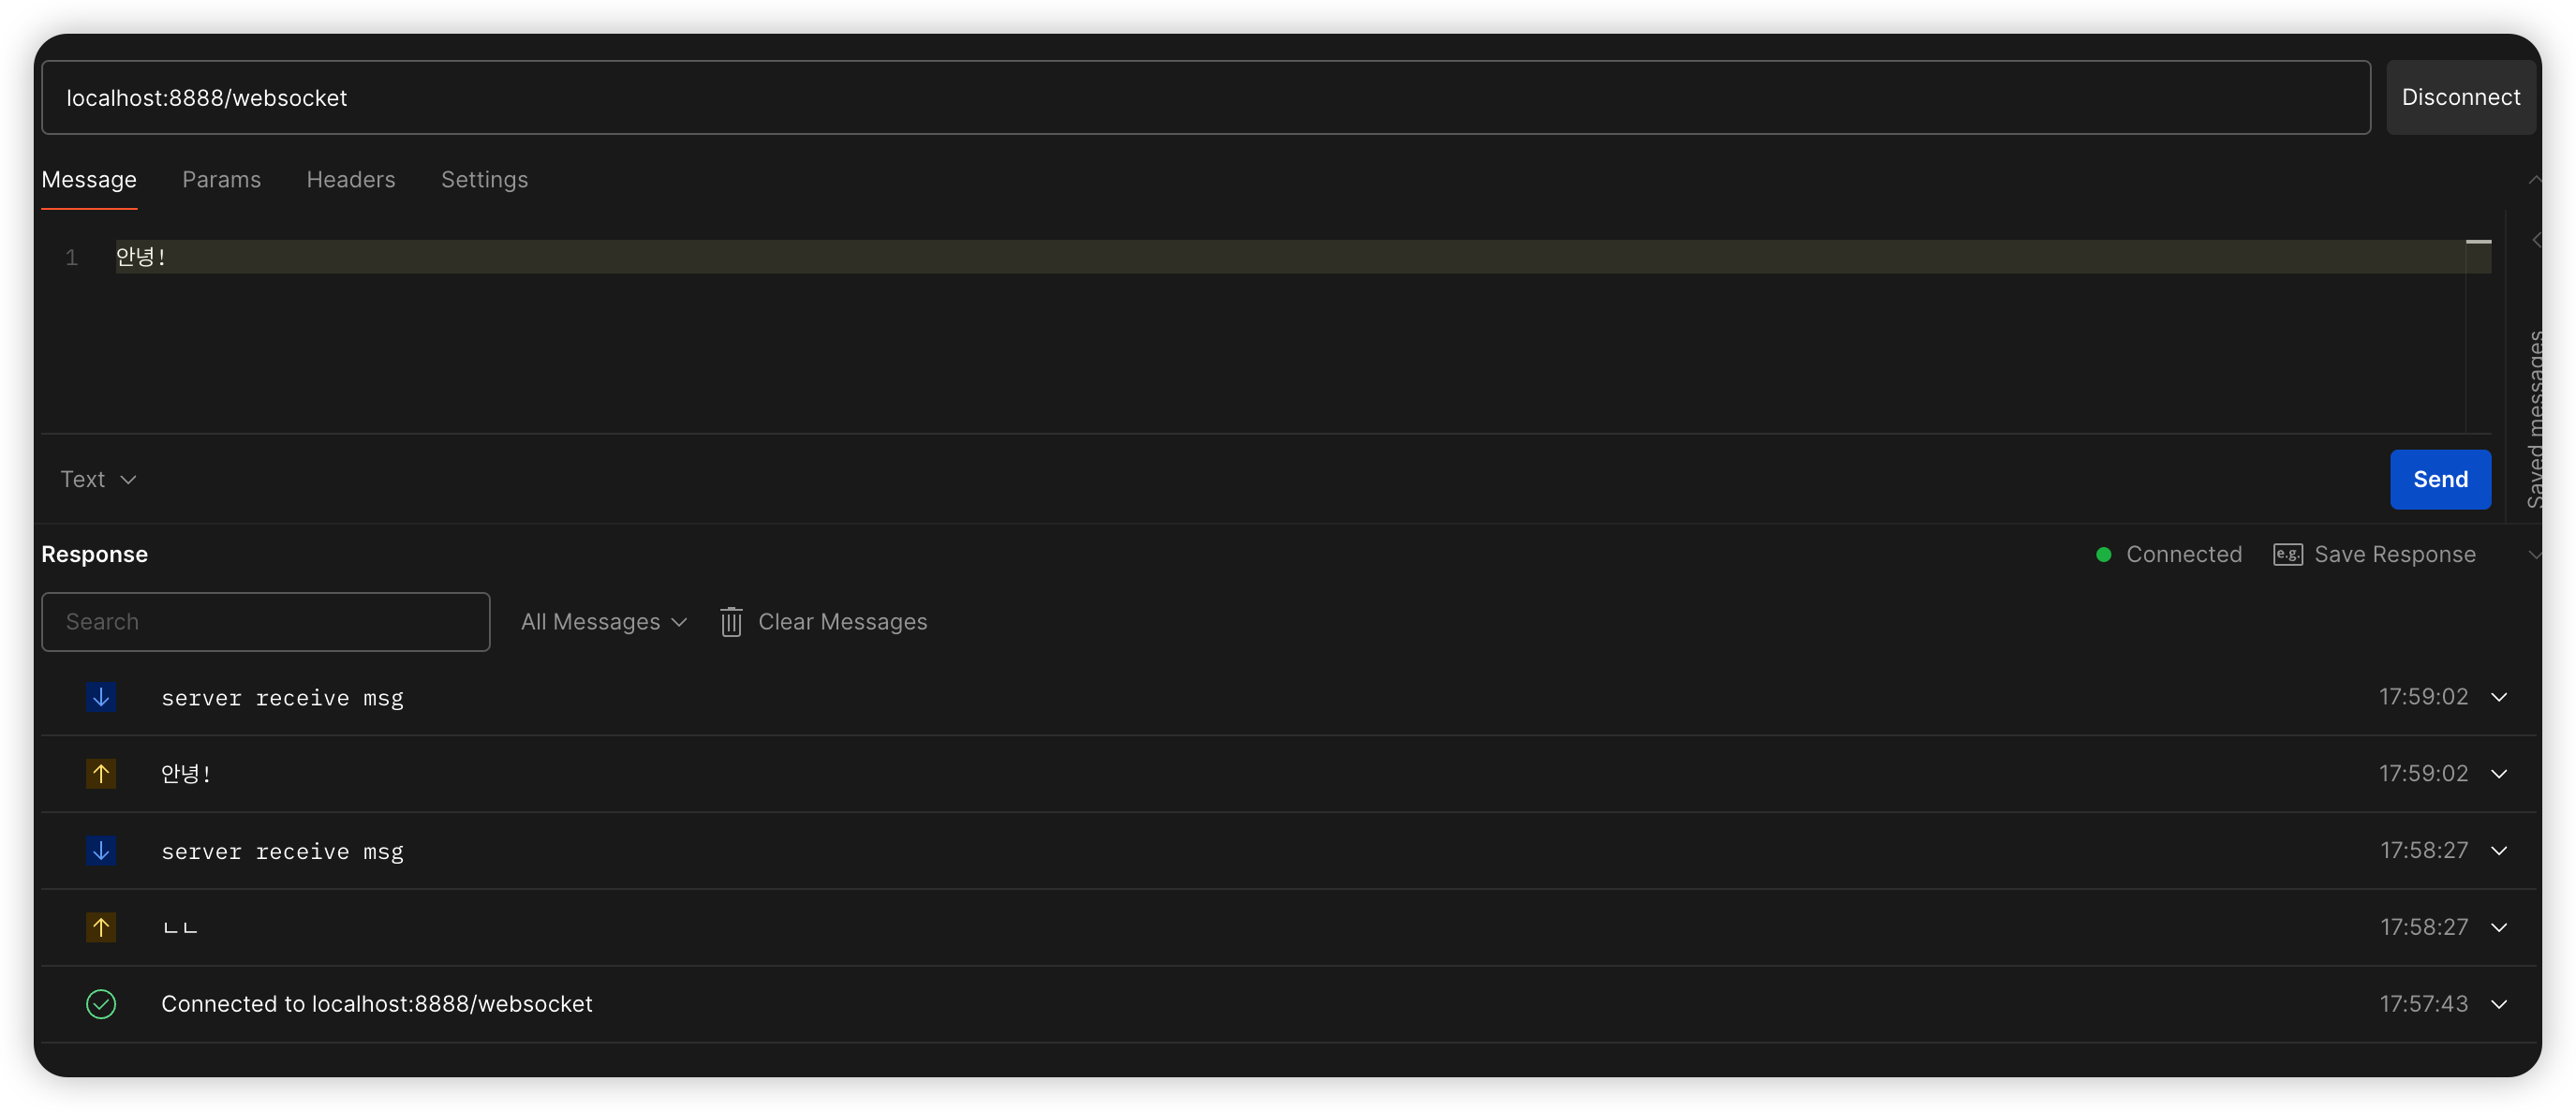 localhost:8888/websocket
Disconnect
Message Params Headers Settings
1 안녕!
Saved messages
Text
Send
Response
Connected
e.g. Save Response
Search
All Messages
Clear Messages
server receive msg 17:59:02
안녕! 17:59:02
server receive msg 17:58:27
ㄴㄴ 17:58:27
Connected to localhost:8888/websocket 17:57:43